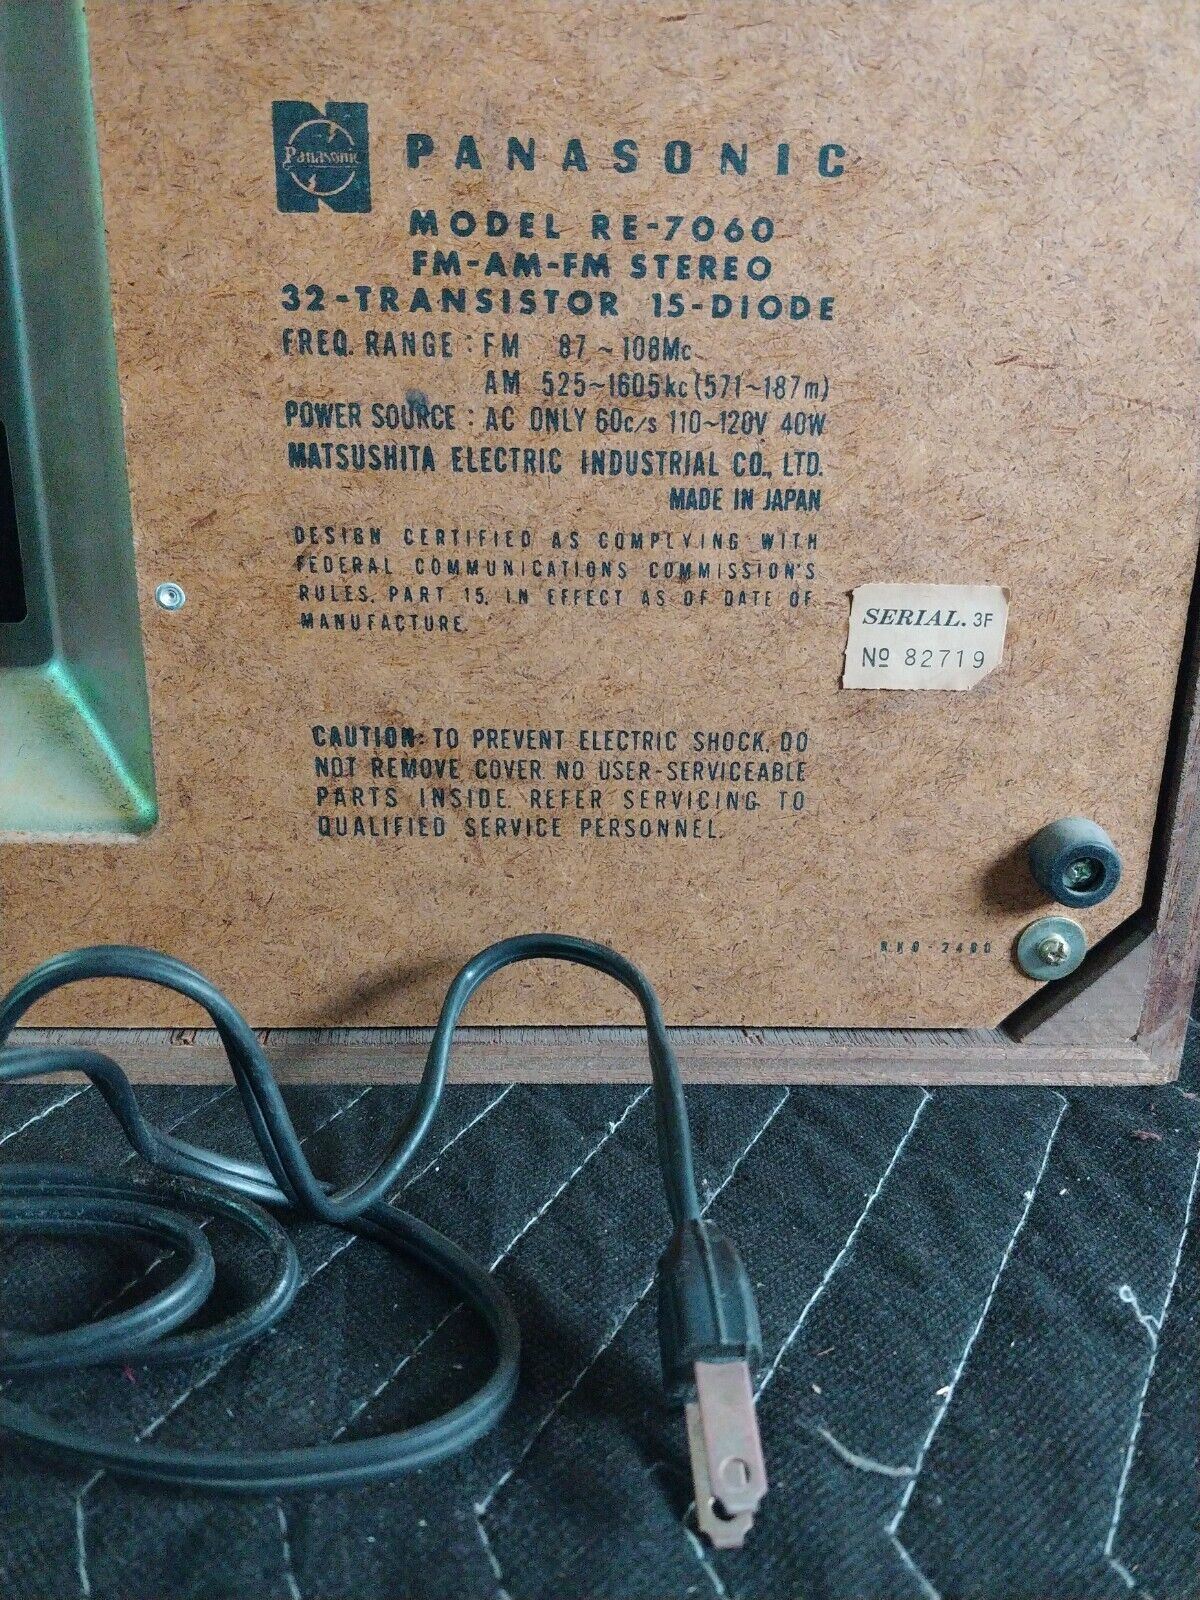 Panasonic
PANASONIC
MODEL RE-7060
FM-AM-FM STEREO
32-TRANSISTOR 15-DIODE
FREQ. RANGE : FM 87 ~ 108Mc
AM 525~1605kc (571~187m)
POWER SOURCE : AC ONLY 60c/s 110~120V 40W
MATSUSHITA ELECTRIC INDUSTRIAL CO., LTD.
MADE IN JAPAN
DESIGN CERTIFIED AS COMPLYING WITH
FEDERAL COMMUNICATIONS COMMISSION'S
RULES, PART 15, IN EFFECT AS OF DATE OF
MANUFACTURE.
SERIAL. 3F
Nº 82719
CAUTION: TO PREVENT ELECTRIC SHOCK, DO
NOT REMOVE COVER. NO USER-SERVICEABLE
PARTS INSIDE. REFER SERVICING TO
QUALIFIED SERVICE PERSONNEL.